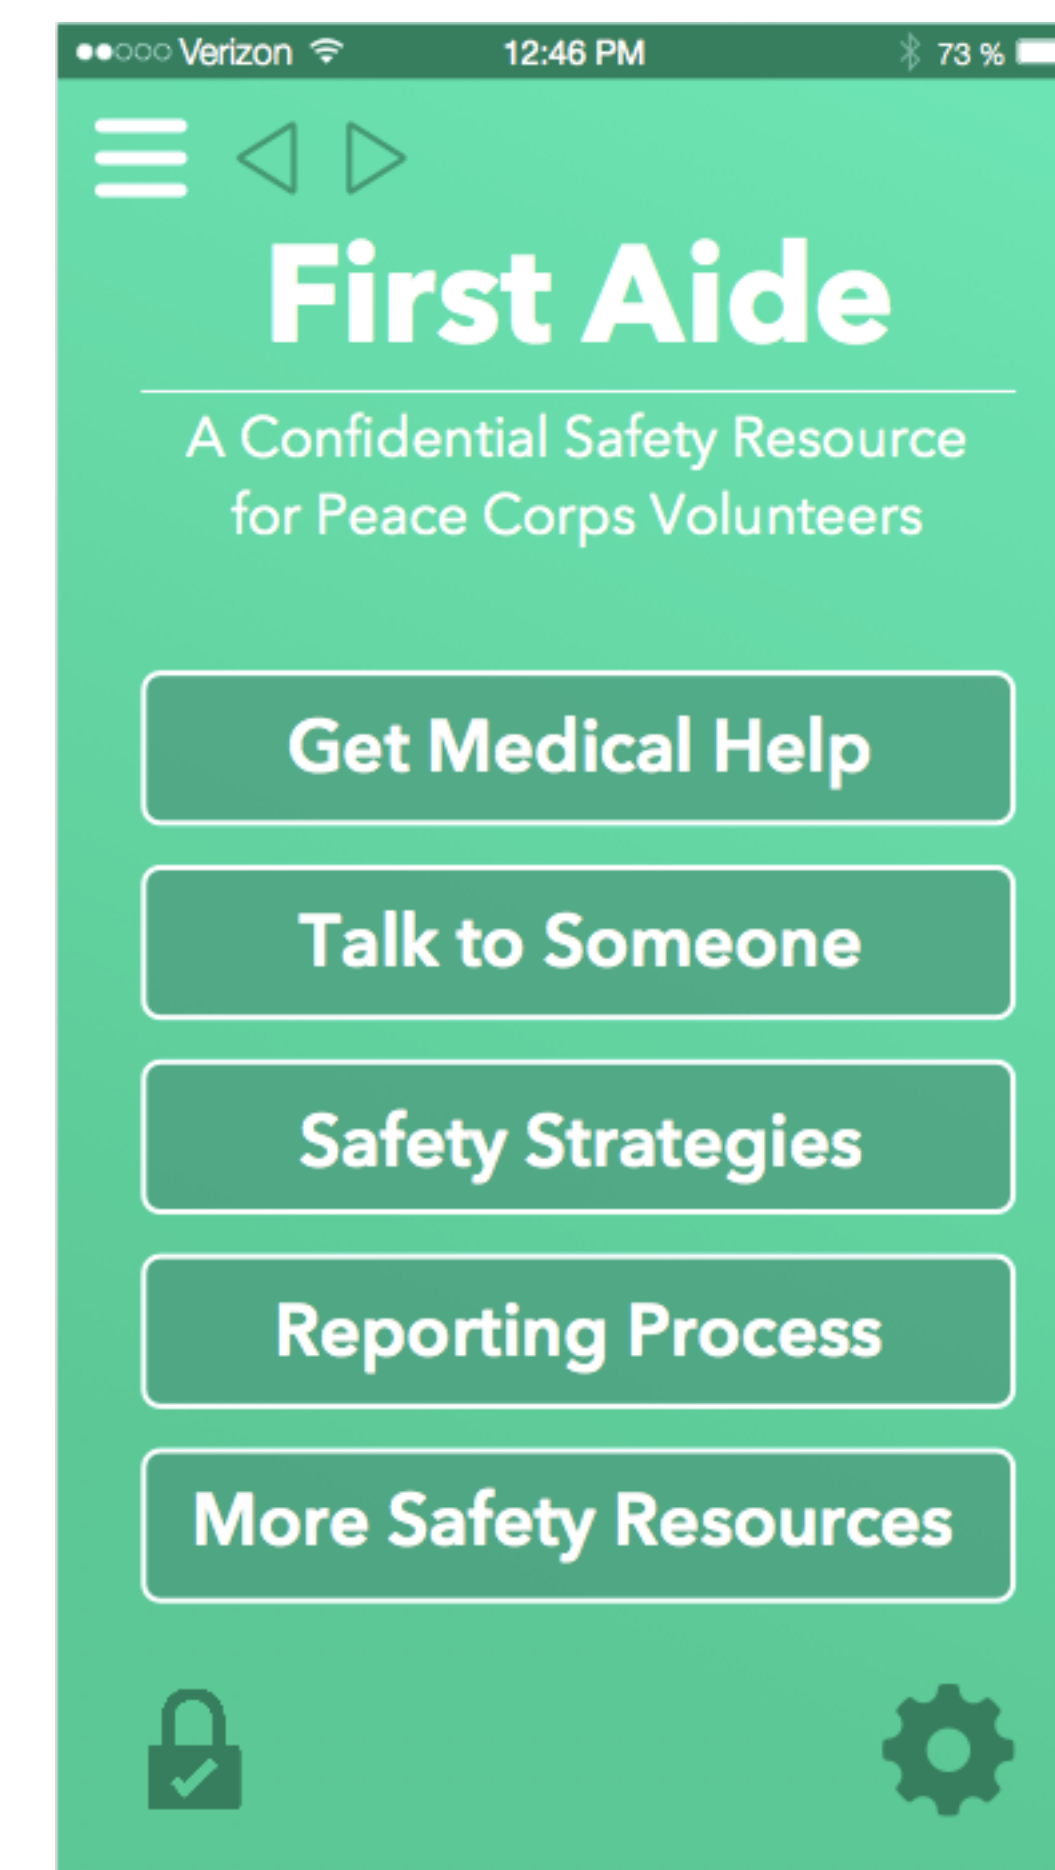 Verizon 12:46 PM 73 %
First Aide
A Confidential Safety Resource
for Peace Corps Volunteers
Get Medical Help
Talk to Someone
Safety Strategies
Reporting Process
More Safety Resources